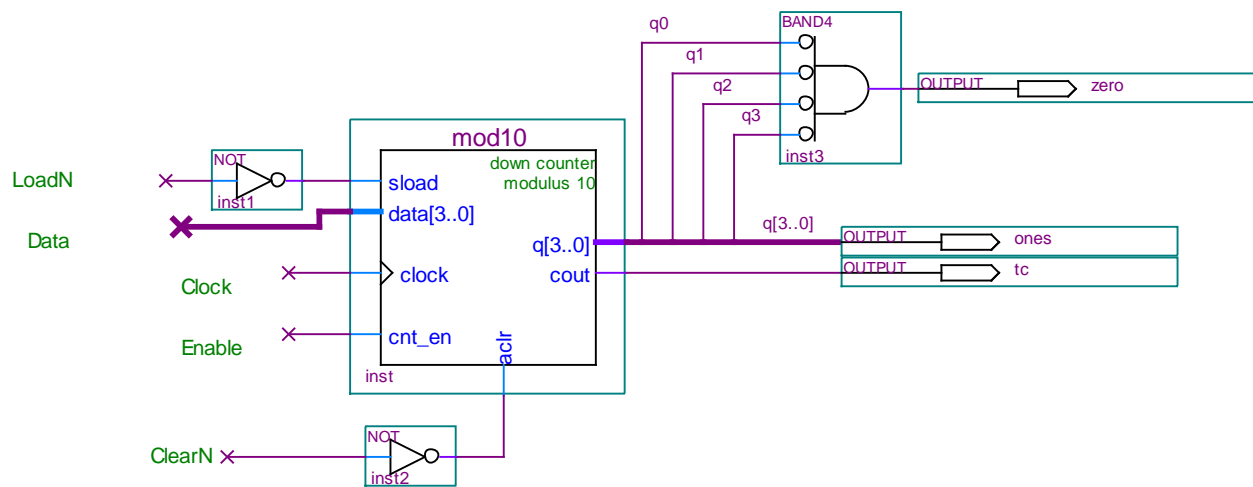 q0
BAND4
q1
q2
q3
inst3
OUTPUT
zero
mod10
down counter
modulus 10
LoadN
NOT
inst1
sload
data[3..0]
Data
q[3..0]
q[3..0]
OUTPUT
ones
Clock
clock
cout
OUTPUT
tc
Enable
cnt_en
aclr
inst
ClearN
NOT
inst2